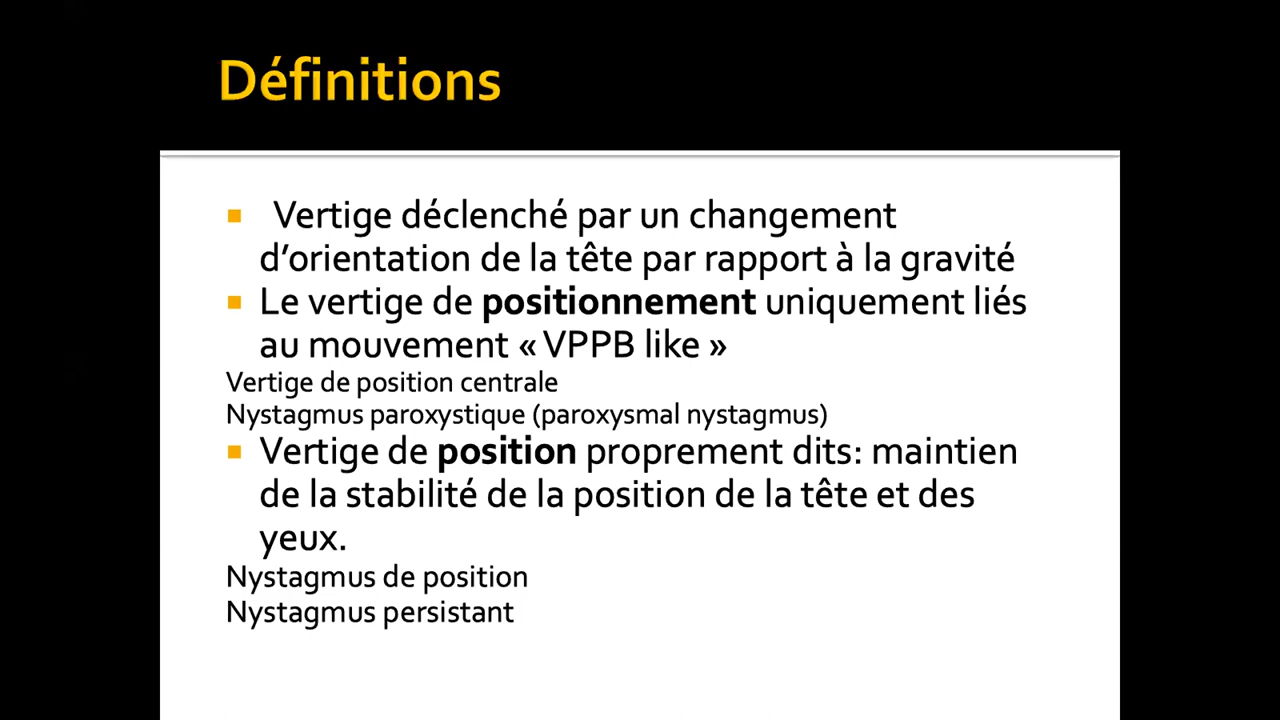 Définitions
Vertige déclenché par un changement
d’orientation de la tête par rapport à la gravité
Le vertige de positionnement uniquement liés
au mouvement « VPPB like »
Vertige de position centrale
Nystagmus paroxystique (paroxysmal nystagmus)
Vertige de position proprement dits: maintien
de la stabilité de la position de la tête et des
yeux.
Nystagmus de position
Nystagmus persistant